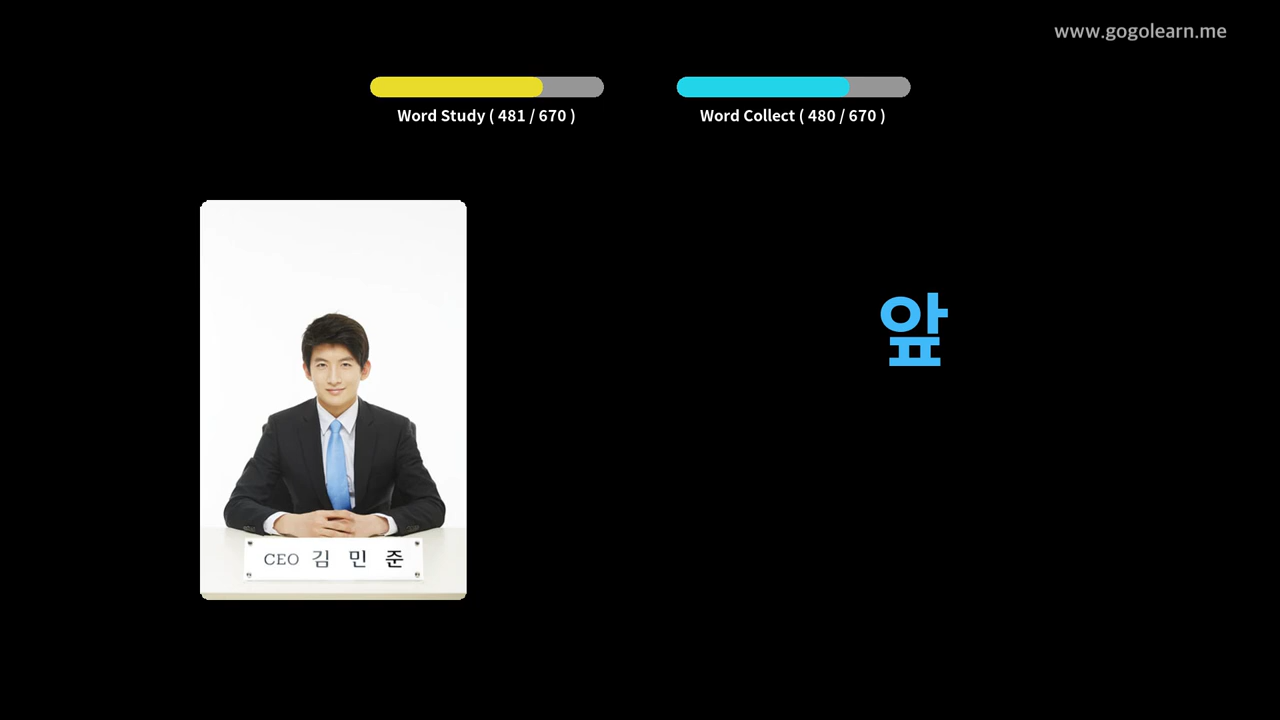 www.gogolearn.me
Word Study ( 481 / 670 )
Word Collect ( 480 / 670 )
앞
CEO 김 민 준